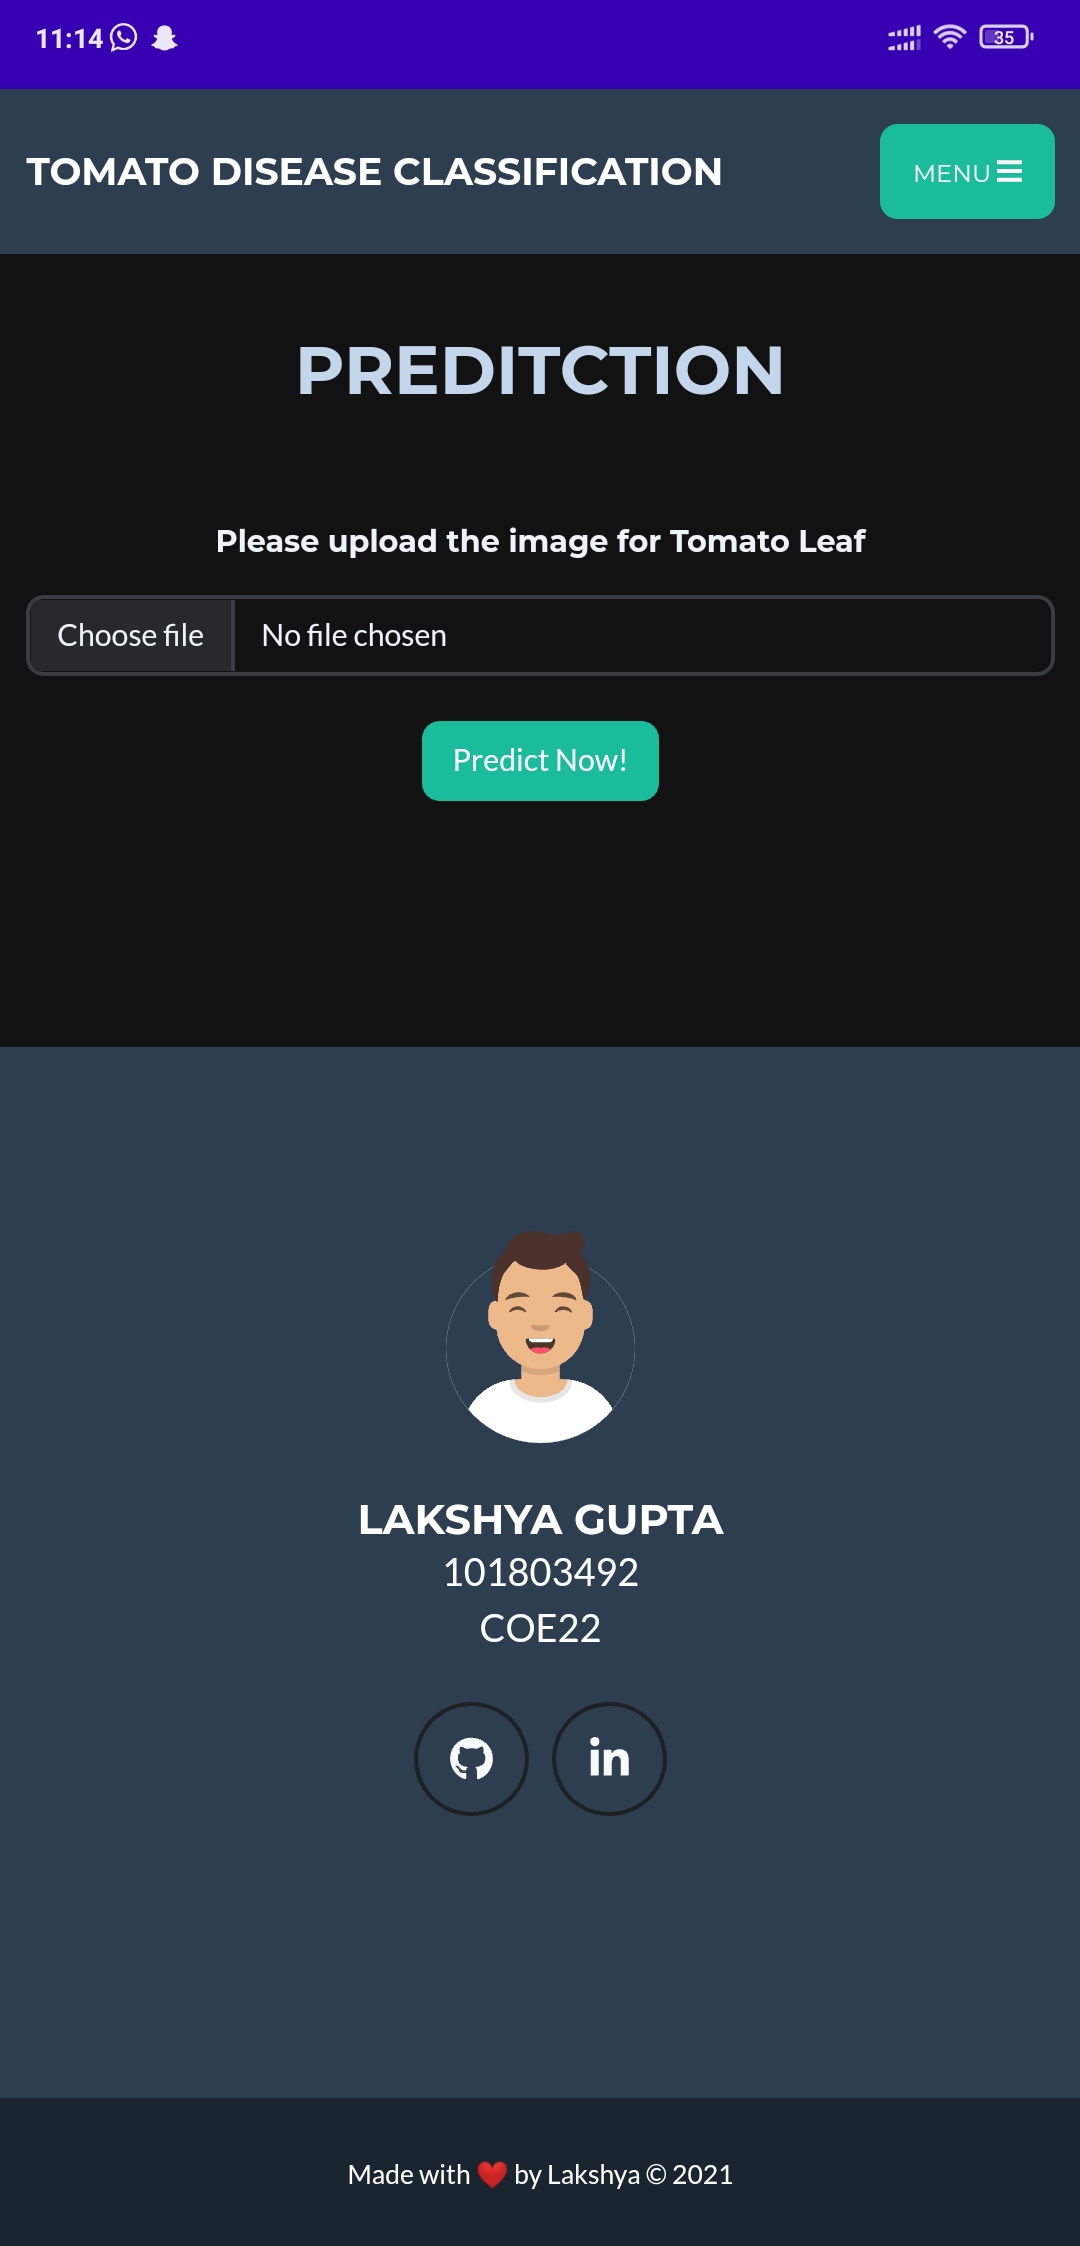 11:14
35
TOMATO DISEASE CLASSIFICATION
MENU
PREDITCTION
Please upload the image for Tomato Leaf
Choose file No file chosen
Predict Now!
LAKSHYA GUPTA
101803492
COE22
in
Made with ❤️ by Lakshya © 2021